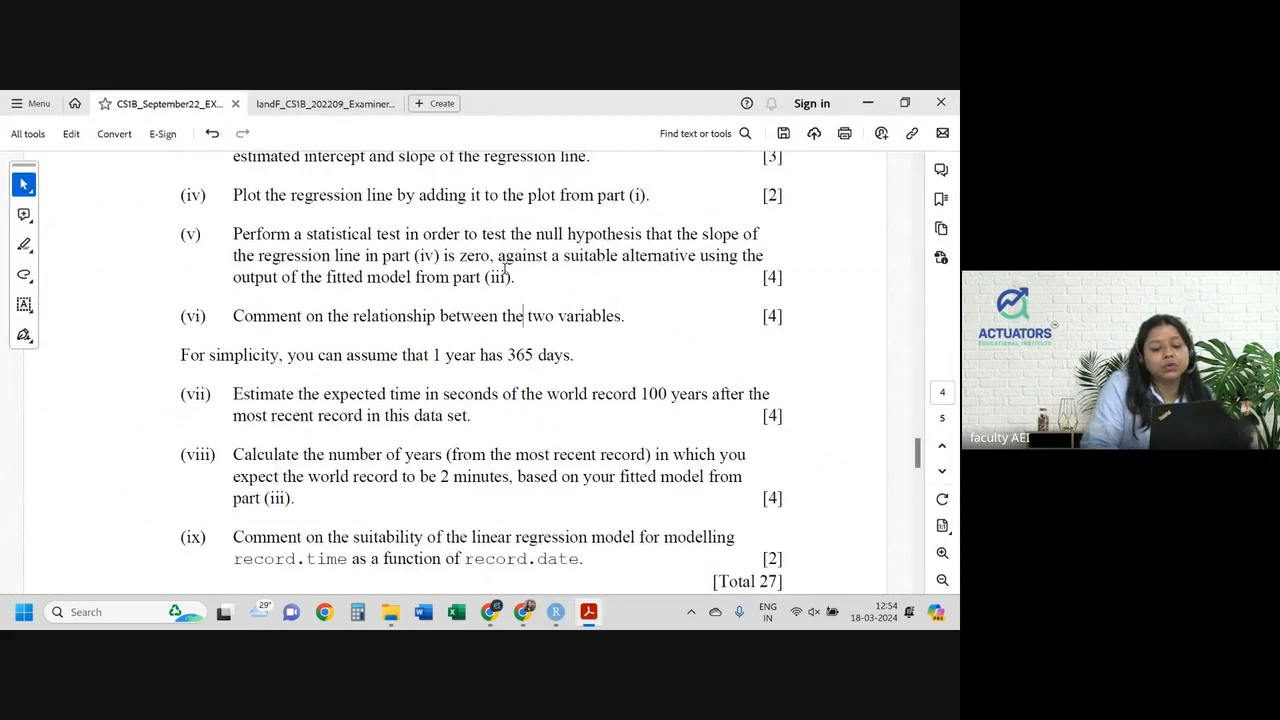 Menu
CS1B_September22_EX...
IandF_CS1B_202209_Examiner...
Create
Sign in
All tools
Edit
Convert
E-Sign
Find text or tools
estimated intercept and slope of the regression line. [3]
(iv) Plot the regression line by adding it to the plot from part (i). [2]
(v) Perform a statistical test in order to test the null hypothesis that the slope of
the regression line in part (iv) is zero, against a suitable alternative using the
output of the fitted model from part (iii). [4]
(vi) Comment on the relationship between the two variables. [4]
For simplicity, you can assume that 1 year has 365 days.
(vii) Estimate the expected time in seconds of the world record 100 years after the
most recent record in this data set. [4]
(viii) Calculate the number of years (from the most recent record) in which you
expect the world record to be 2 minutes, based on your fitted model from
part (iii). [4]
(ix) Comment on the suitability of the linear regression model for modelling
record.time as a function of record.date. [2]
[Total 27]
4
5
ACTUATORS
EDUCATIONAL INSTITUTE
faculty AEI
Search
29°
ENG
IN
12:54
18-03-2024